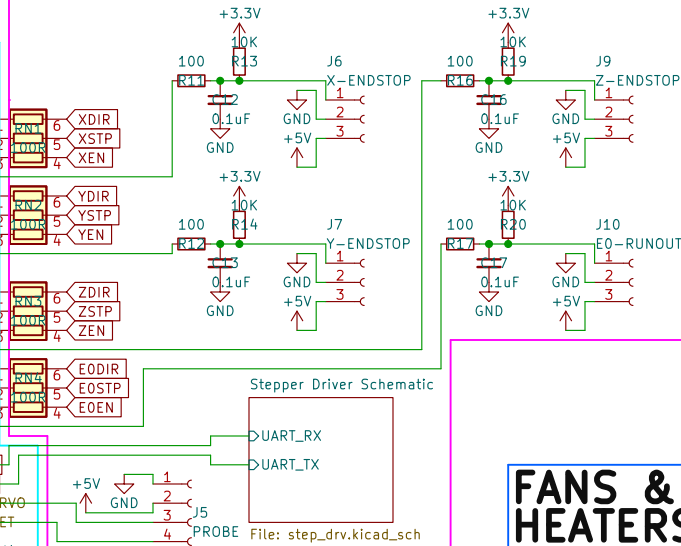 +3.3V
10K
100
R13
R11
J6
X-ENDSTOP
C12
0.1uF
GND
1
2
3
GND
+5V
+3.3V
10K
100
R19
R16
J9
Z-ENDSTOP
C16
0.1uF
GND
1
2
3
GND
+5V
RN1
100R
6
5
4
XDIR
XSTP
XEN
RN2
100R
6
5
4
YDIR
YSTP
YEN
+3.3V
10K
100
R14
R12
J7
Y-ENDSTOP
C13
0.1uF
GND
1
2
3
GND
+5V
+3.3V
10K
100
R20
R17
J10
E0-RUNOUT
C17
0.1uF
GND
1
2
3
GND
+5V
RN3
100R
6
5
4
ZDIR
ZSTP
ZEN
RN4
100R
6
5
4
E0DIR
E0STP
E0EN
Stepper Driver Schematic
UART_RX
UART_TX
File: step_drv.kicad_sch
+5V
GND
1
2
3
4
J5
PROBE
RVO
ET
FANS &
HEATERS